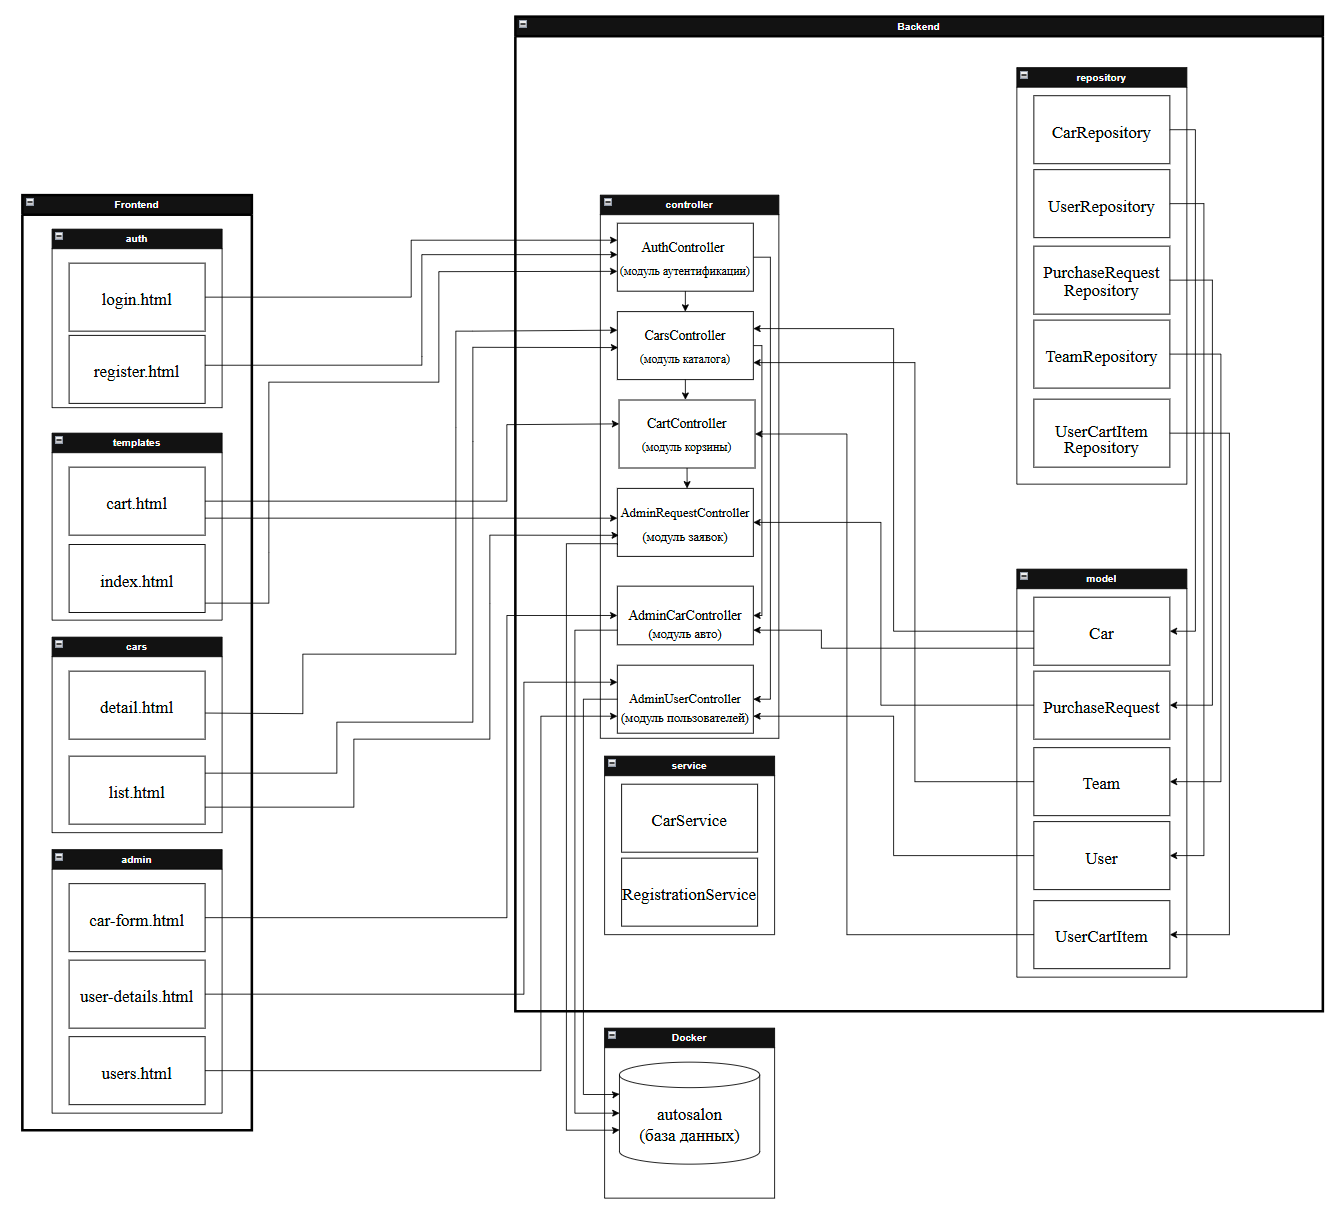 Backend
repository
CarRepository
UserRepository
PurchaseRequest
Repository
TeamRepository
UserCartItem
Repository
Frontend
auth
login.html
register.html
templates
cart.html
index.html
cars
detail.html
list.html
admin
car-form.html
user-details.html
users.html
controller
AuthController
(модуль аутентификации)
CarsController
(модуль каталога)
CartController
(модуль корзины)
AdminRequestController
(модуль заявок)
AdminCarController
(модуль авто)
AdminUserController
(модуль пользователей)
service
CarService
RegistrationService
model
Car
PurchaseRequest
Team
User
UserCartItem
Docker
autosalon
(база данных)